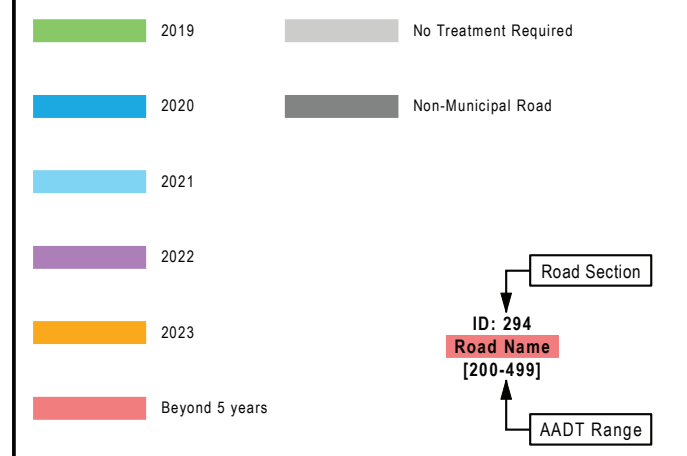 2019
No Treatment Required
2020
Non-Municipal Road
2021
2022
2023
Beyond 5 years
Road Section
ID: 294
Road Name
[200-499]
AADT Range